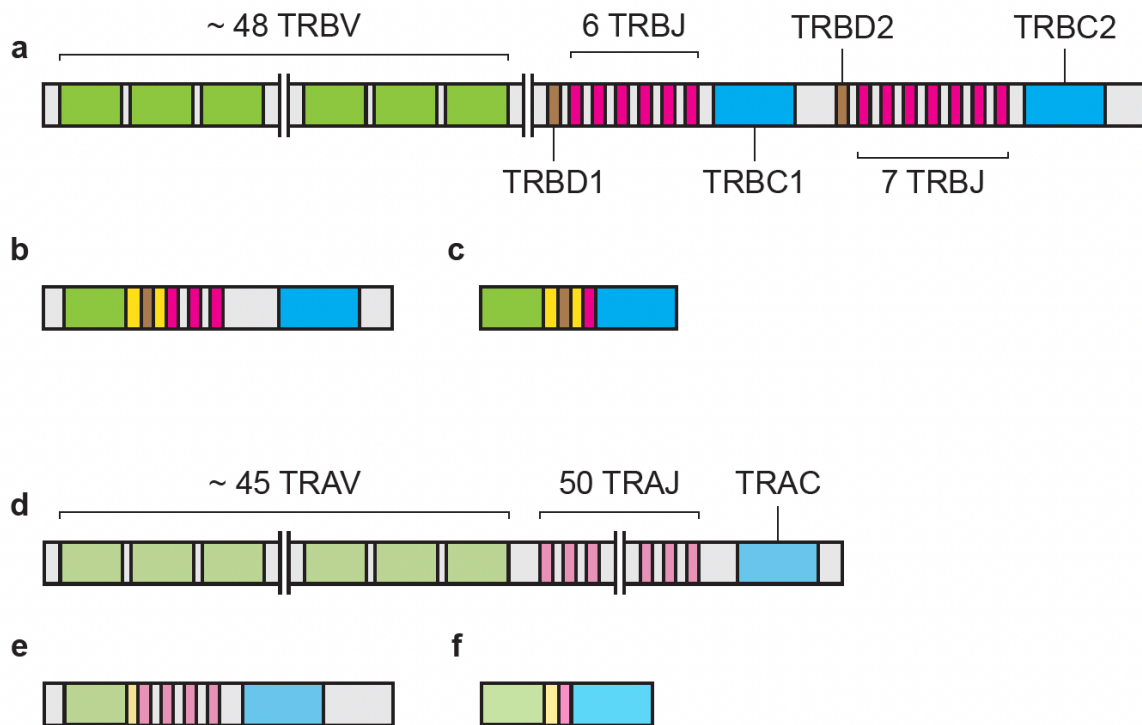 ~ 48 TRBV
6 TRBJ
TRBD2
TRBC2
a
TRBD1
TRBC1
7 TRBJ
b
c
~ 45 TRAV
50 TRAJ
TRAC
d
e
f